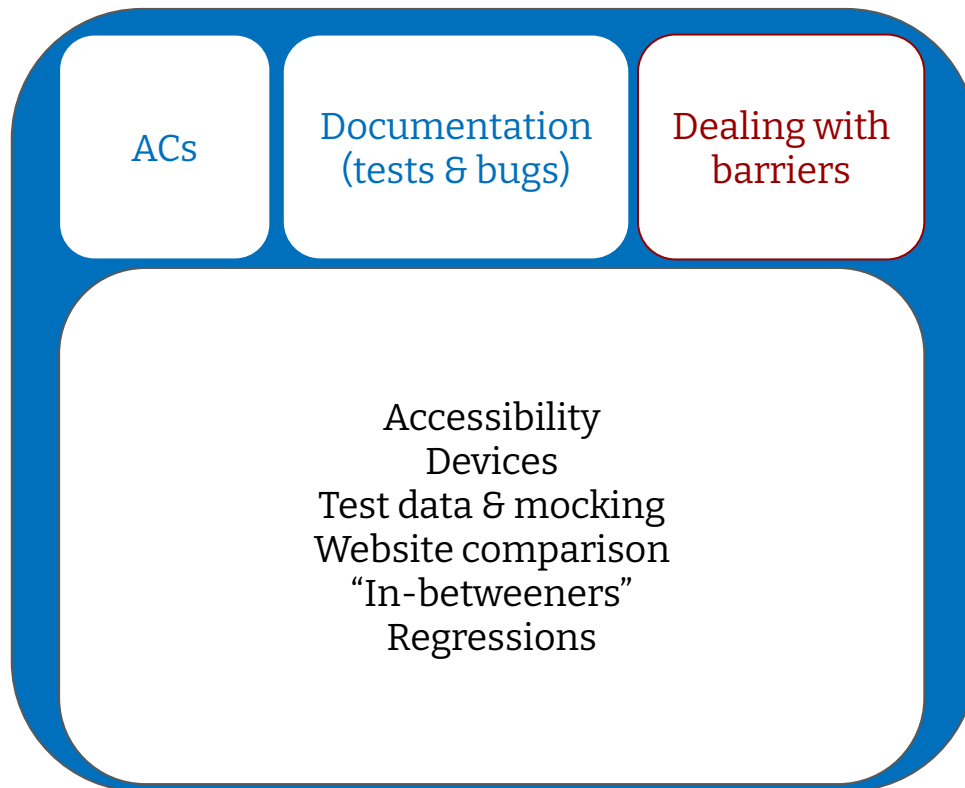 ACs
Documentation
(tests & bugs)
Dealing with
barriers
Accessibility
Devices
Test data & mocking
Website comparison
“In-betweeners”
Regressions